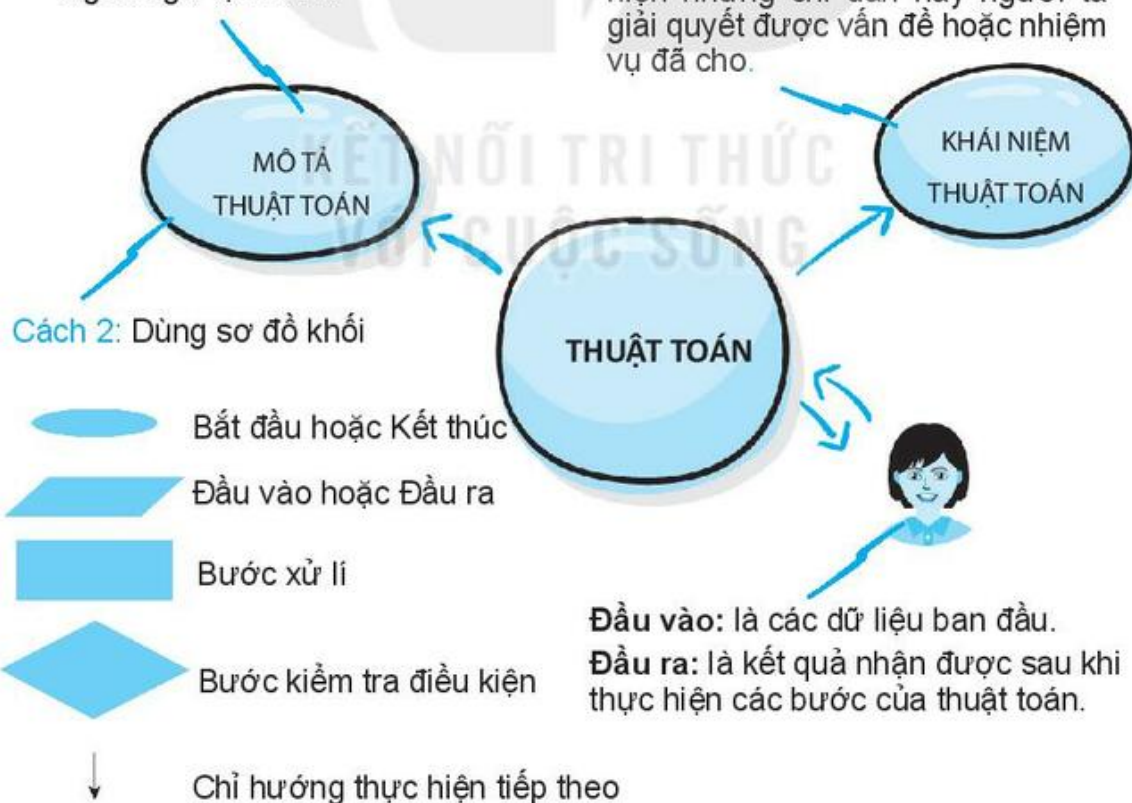 giải quyết được vấn đề hoặc nhiệm
vụ đã cho.
MÔ TẢ
THUẬT TOÁN
KHÁI NIỆM
THUẬT TOÁN
KẾT NỐI TRI THỨC
VỚI CUỘC SỐNG
Cách 2: Dùng sơ đồ khối
THUẬT TOÁN
Bắt đầu hoặc Kết thúc
Đầu vào hoặc Đầu ra
Bước xử lí
Bước kiểm tra điều kiện
Chỉ hướng thực hiện tiếp theo
Đầu vào: là các dữ liệu ban đầu.
Đầu ra: là kết quả nhận được sau khi
thực hiện các bước của thuật toán.